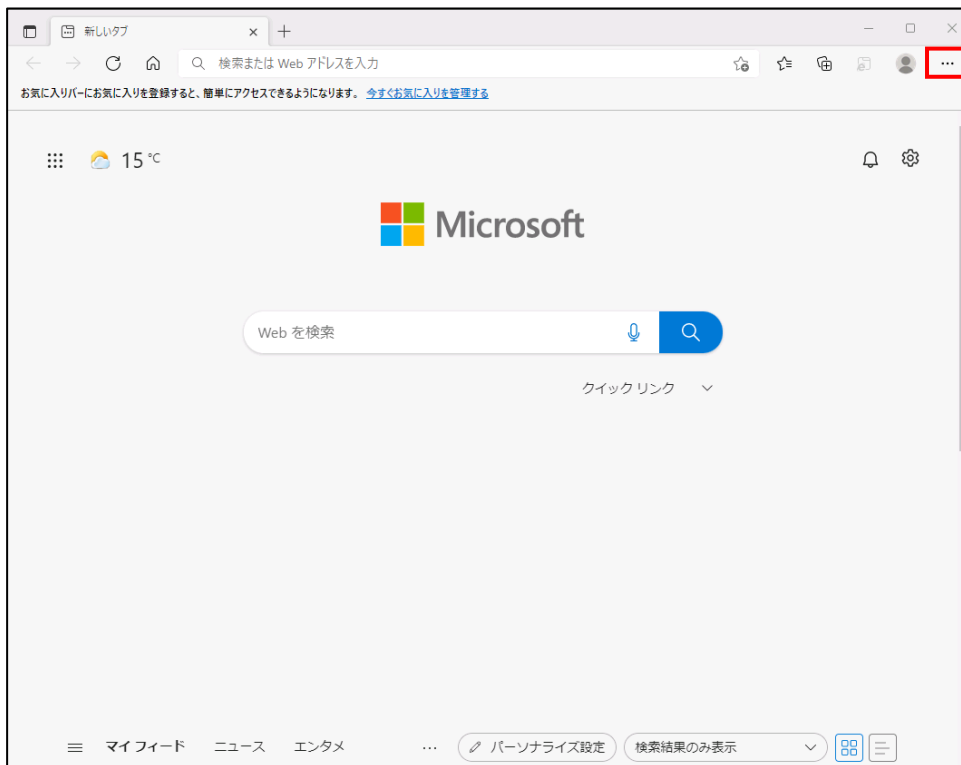 新しいタブ
検索または Web アドレスを入力
お気に入りバーにお気に入りを登録すると、簡単にアクセスできるようになります。 今すぐお気に入りを管理する
15 °C
Microsoft
Web を検索
クイック リンク
マイ フィード ニュース エンタメ ... パーソナライズ設定 検索結果のみ表示